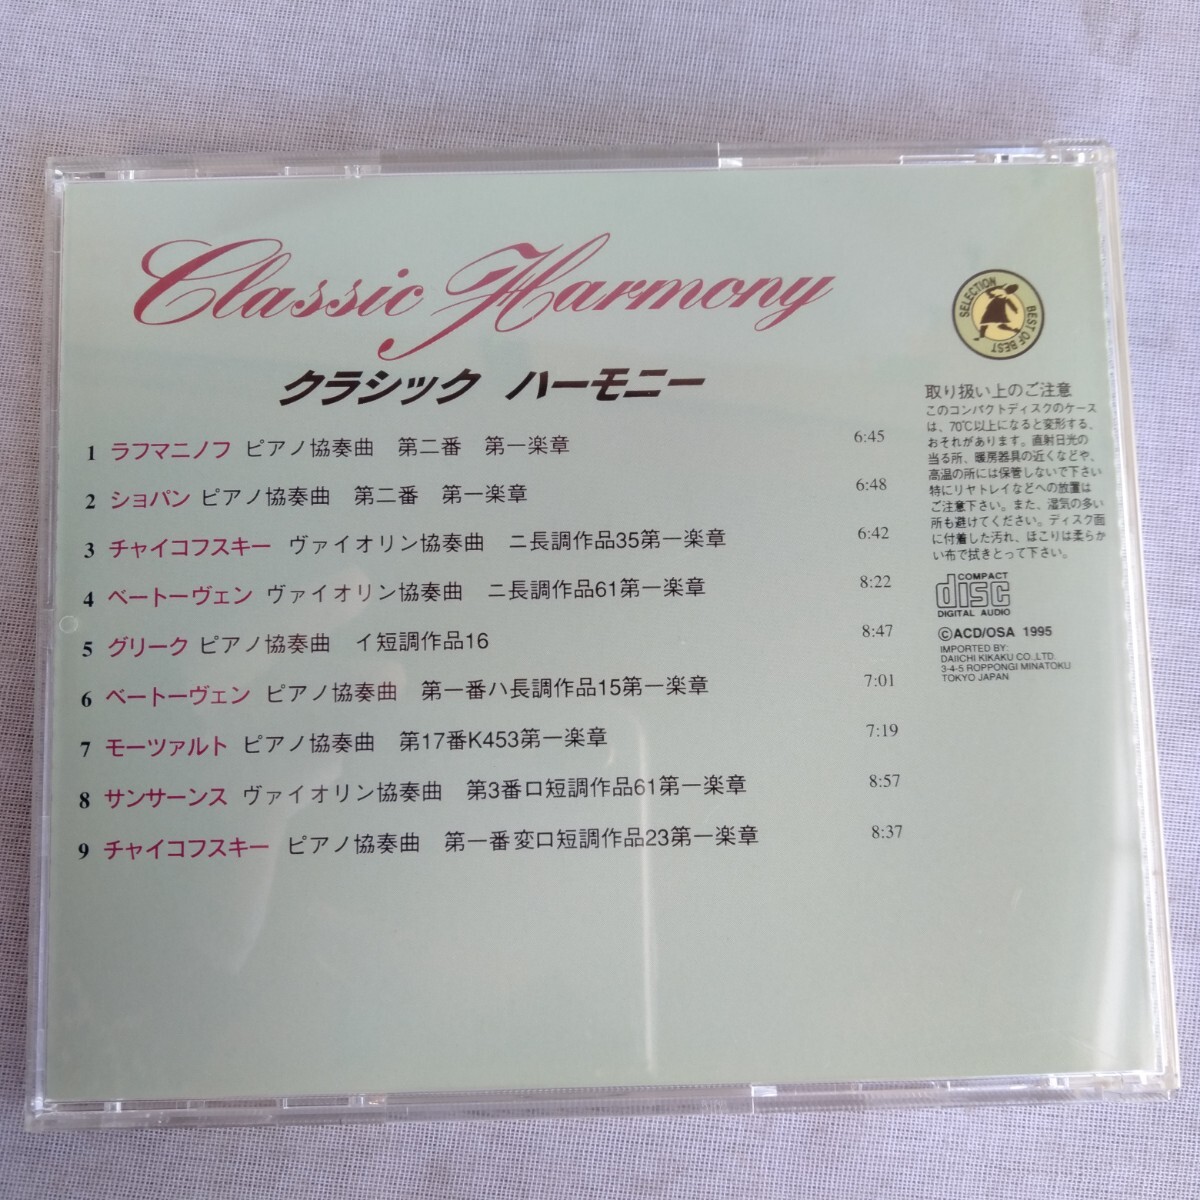 Classic Harmony
クラシック ハーモニー
1 ラフマニノフ ピアノ協奏曲 第二番 第一楽章 6:45
2 ショパン ピアノ協奏曲 第二番 第一楽章 6:48
3 チャイコフスキー ヴァイオリン協奏曲 ニ長調作品35第一楽章 6:42
4 ベートーヴェン ヴァイオリン協奏曲 ニ長調作品61第一楽章 8:22
5 グリーク ピアノ協奏曲 イ短調作品16 8:47
6 ベートーヴェン ピアノ協奏曲 第一番ハ長調作品15第一楽章 7:01
7 モーツァルト ピアノ協奏曲 第17番K453第一楽章 7:19
8 サンサーンス ヴァイオリン協奏曲 第3番ロ短調作品61第一楽章 8:57
9 チャイコフスキー ピアノ協奏曲 第一番変ロ短調作品23第一楽章 8:37
SELECTION BEST OF BEST
取り扱い上のご注意
このコンパクトディスクのケース
は、70℃以上になると変形する、
おそれがあります。直射日光の
当る所、暖房器具の近くなどや、
高温の所には保管しないで下さい
特にリヤトレイなどへの放置は
ご注意下さい。また、湿気の多い
所も避けてください。ディスク面
に付着した汚れ、ほこりは柔らか
い布で拭きとって下さい。
COMPACT
disc
DIGITAL AUDIO
©ACD/OSA 1995
IMPORTED BY:
DAIICHI KIKAKU CO.,LTD.
3-4-5 ROPPONGI MINATOKU
TOKYO JAPAN